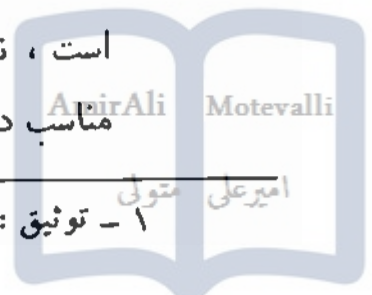 است ، ت
AmirAli Motevalli
مناسب د
امیرعلی متولی
۱ - توثیق :